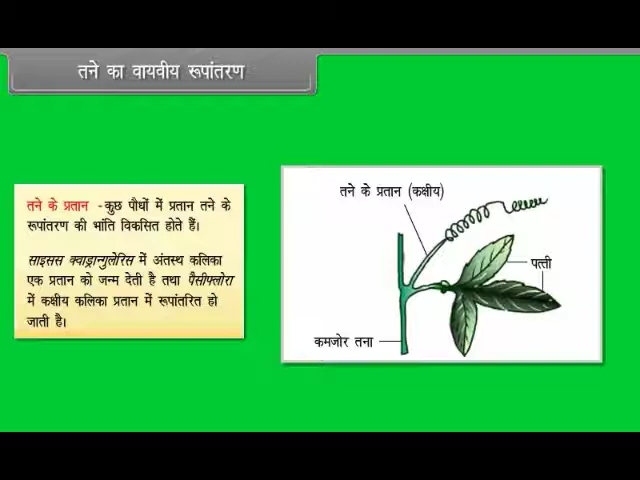 तने का वायवीय रूपांतरण
तने के प्रतान -कुछ पौधों में प्रतान तने के
रूपांतरण की भांति विकसित होते हैं।
साइसस क्वाड्रान्गुलेरिस में अंतस्थ कलिका
एक प्रतान को जन्म देती है तथा पैसीफ्लोरा
में कक्षीय कलिका प्रतान में रूपांतरित हो
जाती है।
तने के प्रतान (कक्षीय)
पत्ती
कमजोर तना